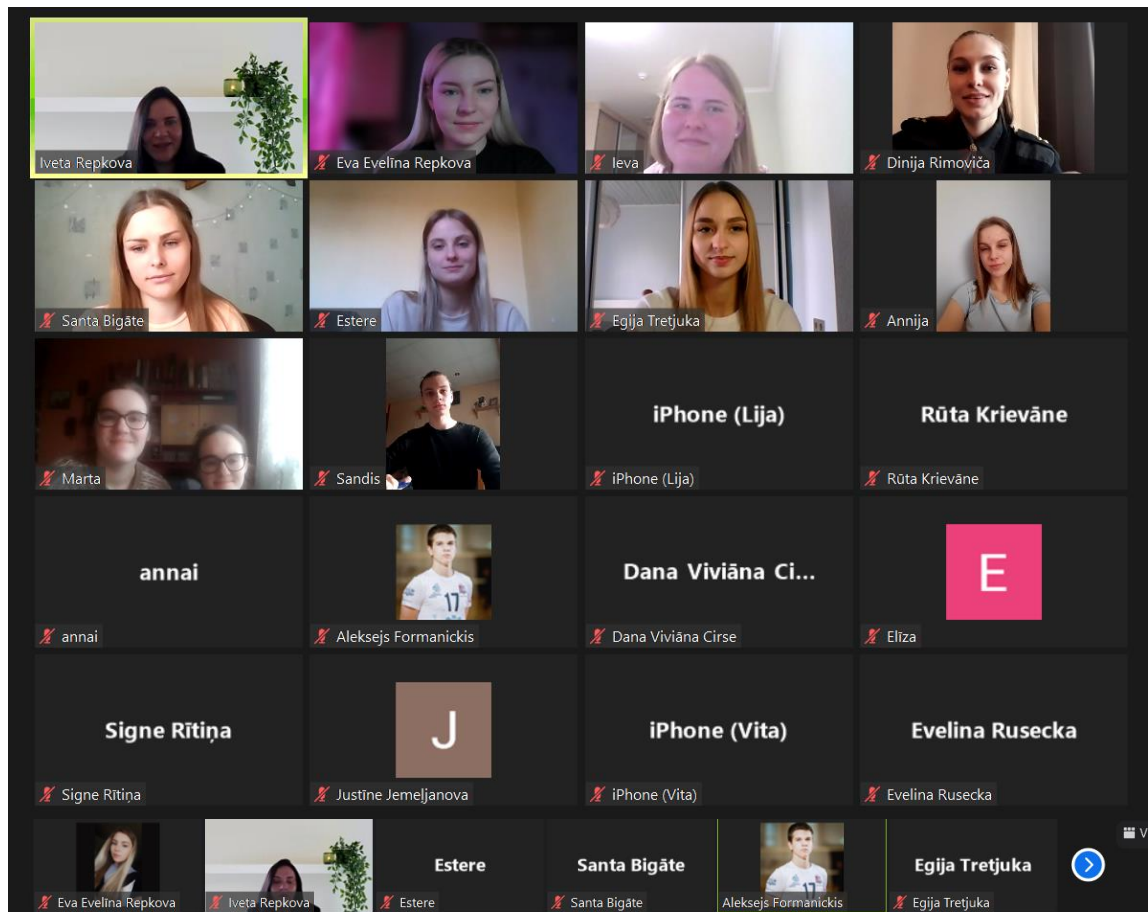 Iveta Repkova
Eva Evelīna Repkova
Ieva
Dinija Rimoviča
Santa Bigāte
Estere
Egija Tretjuka
Annija
Marta
Sandis
iPhone (Lija)
iPhone (Lija)
Rūta Krievāne
Rūta Krievāne
annai
annai
17
Aleksejs Formanickis
Dana Viviāna Ci...
Dana Viviāna Cirse
E
Elīza
Signe Rītiņa
Signe Rītiņa
J
Justīne Jemeļjanova
iPhone (Vita)
iPhone (Vita)
Evelina Rusecka
Evelina Rusecka
Eva Evelīna Repkova
Iveta Repkova
Estere
Estere
Santa Bigāte
Santa Bigāte
17
Aleksejs Formanickis
Egija Tretjuka
Egija Tretjuka
V